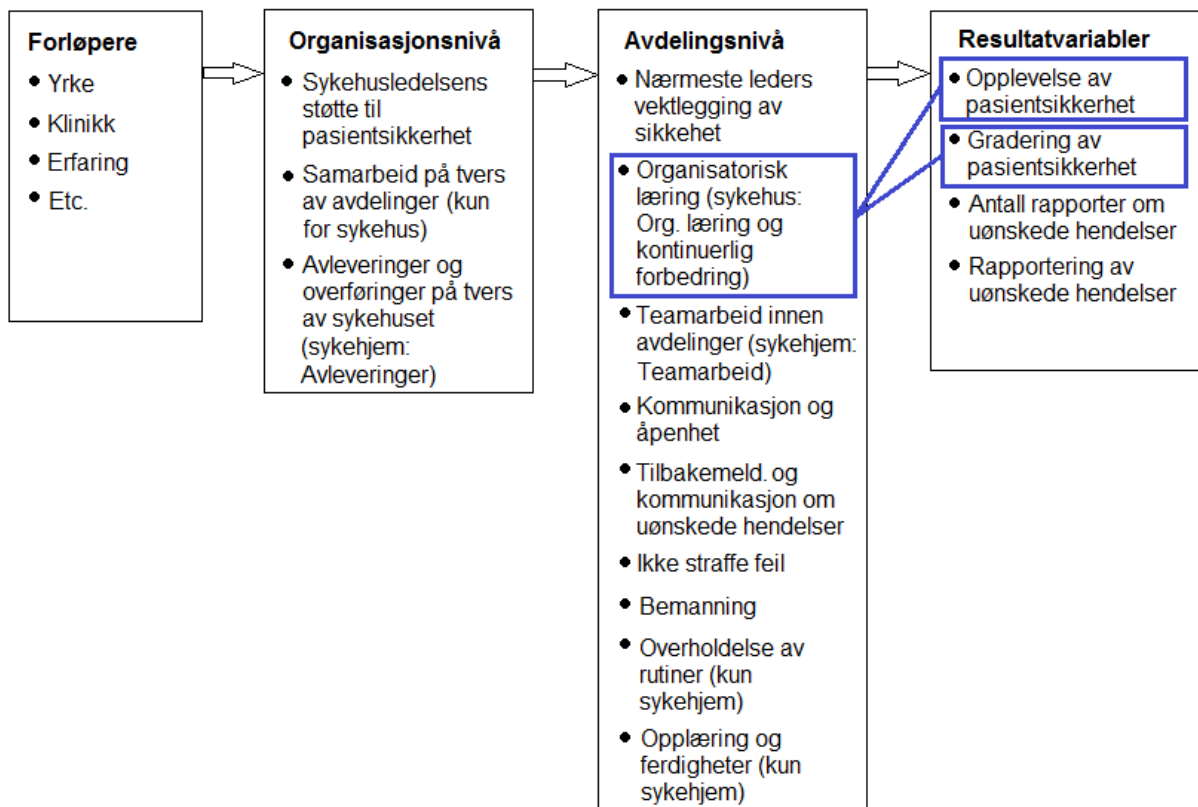 Forløpere
• Yrke
• Klinikk
• Erfaring
• Etc.
Organisasjonsnivå
• Sykehusledelsens
støtte til
pasientsikkerhet
• Samarbeid på tvers
av avdelinger (kun
for sykehus)
• Avleveringer og
overføringer på tvers
av sykehuset
(sykehjem:
Avleveringer)
Avdelingsnivå
• Nærmeste leders
vektlegging av
sikkehet
• Organisatorisk
læring (sykehus:
Org. læring og
kontinuerlig
forbedring)
• Teamarbeid innen
avdelinger (sykehjem:
Teamarbeid)
• Kommunikasjon og
åpenhet
• Tilbakemeld. og
kommunikasjon om
uønskede hendelser
• Ikke straffe feil
• Bemanning
• Overholdelse av
rutiner (kun
sykehjem)
• Opplæring og
ferdigheter (kun
sykehjem)
Resultatvariabler
• Opplevelse av
pasientsikkerhet
• Gradering av
pasientsikkerhet
• Antall rapporter om
uønskede hendelser
• Rapportering av
uønskede hendelser